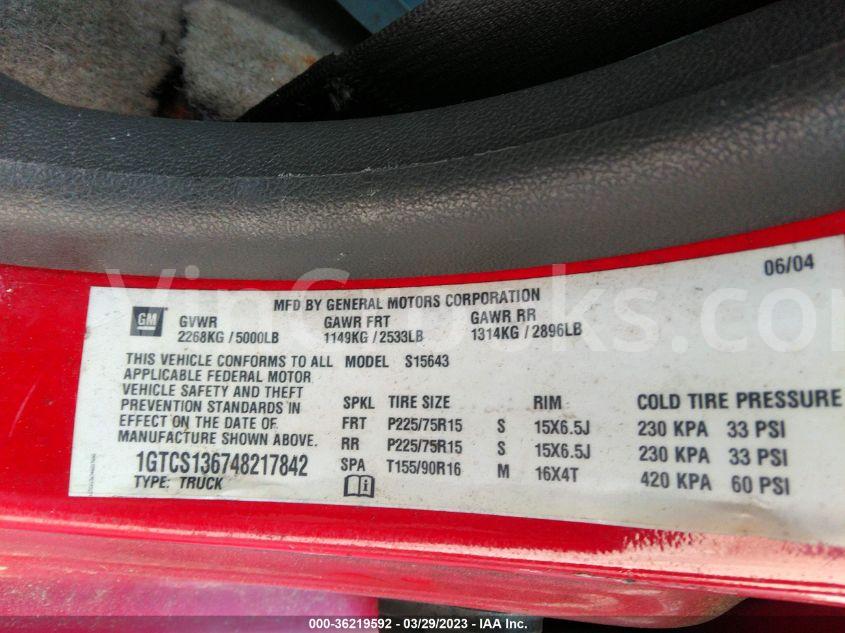 06/04
MFD BY GENERAL MOTORS CORPORATION
GM
GVWR GAWR FRT GAWR RR
2268KG / 5000LB 1149KG / 2533LB 1314KG / 2896LB
THIS VEHICLE CONFORMS TO ALL MODEL S15643
APPLICABLE FEDERAL MOTOR
VEHICLE SAFETY AND THEFT
PREVENTION STANDARDS IN
EFFECT ON THE DATE OF
MANUFACTURE SHOWN ABOVE.
1GTCS136748217842
TYPE: TRUCK
SPKL TIRE SIZE RIM COLD TIRE PRESSURE
FRT P225/75R15 S 15X6.5J 230 KPA 33 PSI
RR P225/75R15 S 15X6.5J 230 KPA 33 PSI
SPA T155/90R16 M 16X4T 420 KPA 60 PSI
000-36219592 - 03/29/2023 - IAA Inc.